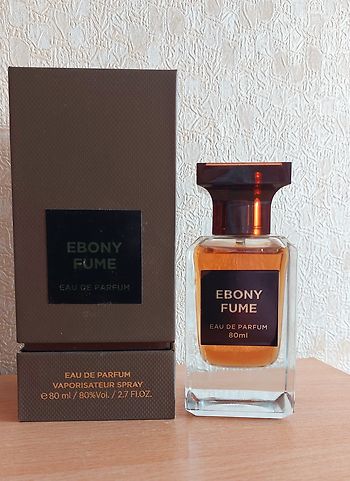 EBONY
FUME
EAU DE PARFUM
EAU DE PARFUM
VAPORISATEUR SPRAY
℮ 80 ml / 80%Vol. / 2.7 FL.OZ.
EBONY
FUME
EAU DE PARFUM
80ml